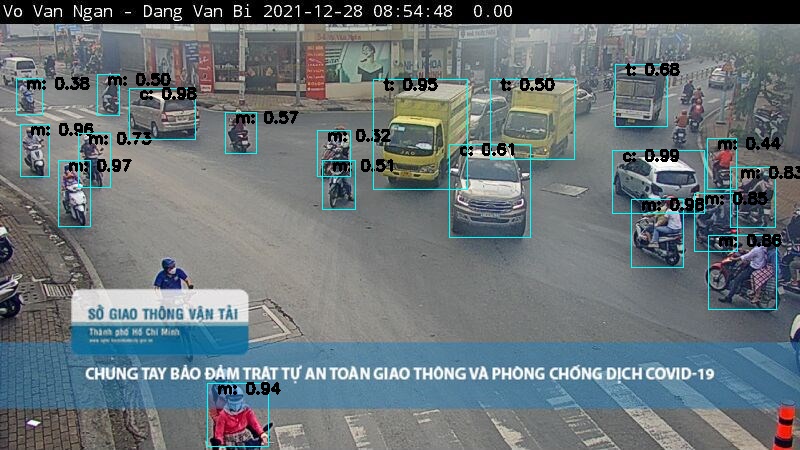 Vo Van Ngan - Dang Van Bi 2021-12-28 08:54:48 0.00
m: 0.38
m: 0.50
c: 0.98
t: 0.95
t: 0.50
t: 0.68
m: 0.96
m: 0.73
m: 0.57
m: 0.32
m: 0.97
m: 0.51
c: 0.61
c: 0.99
m: 0.44
m: 0.83
m: 0.98
m: 0.85
m: 0.86
SỞ GIAO THÔNG VẬN TẢI
Thành phố Hồ Chí Minh
CHUNG TAY BẢO ĐẢM TRẬT TỰ AN TOÀN GIAO THÔNG VÀ PHÒNG CHỐNG DỊCH COVID-19
m: 0.94